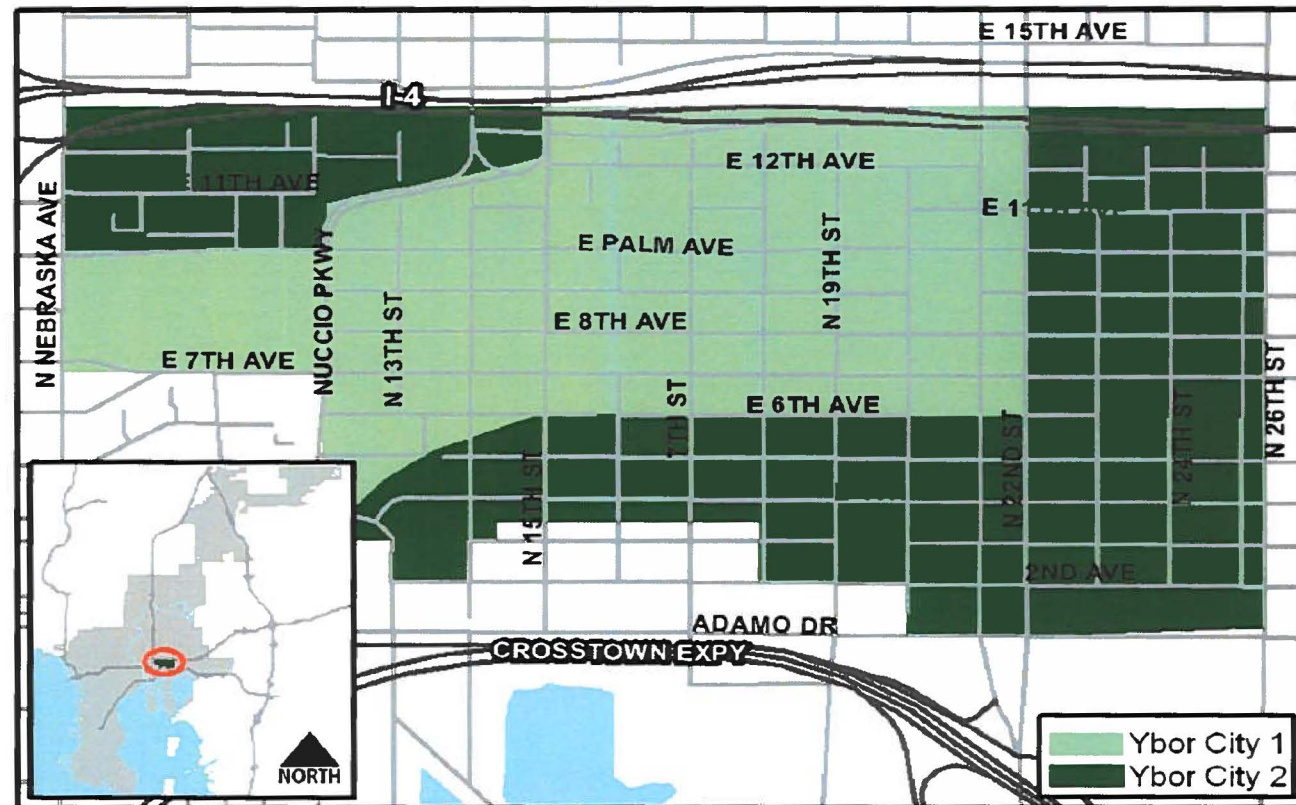 E 15TH AVE
I-4
E 12TH AVE
11TH AVE
N NEBRASKA AVE
E PALM AVE
NUCCIO PKWY
N 19TH ST
N 13TH ST
E 8TH AVE
E 7TH AVE
E 6TH AVE
7TH ST
N 15TH ST
N 22ND ST
N 24TH ST
N 26TH ST
2ND AVE
ADAMO DR
CROSSTOWN EXPY
NORTH
Ybor City 1
Ybor City 2